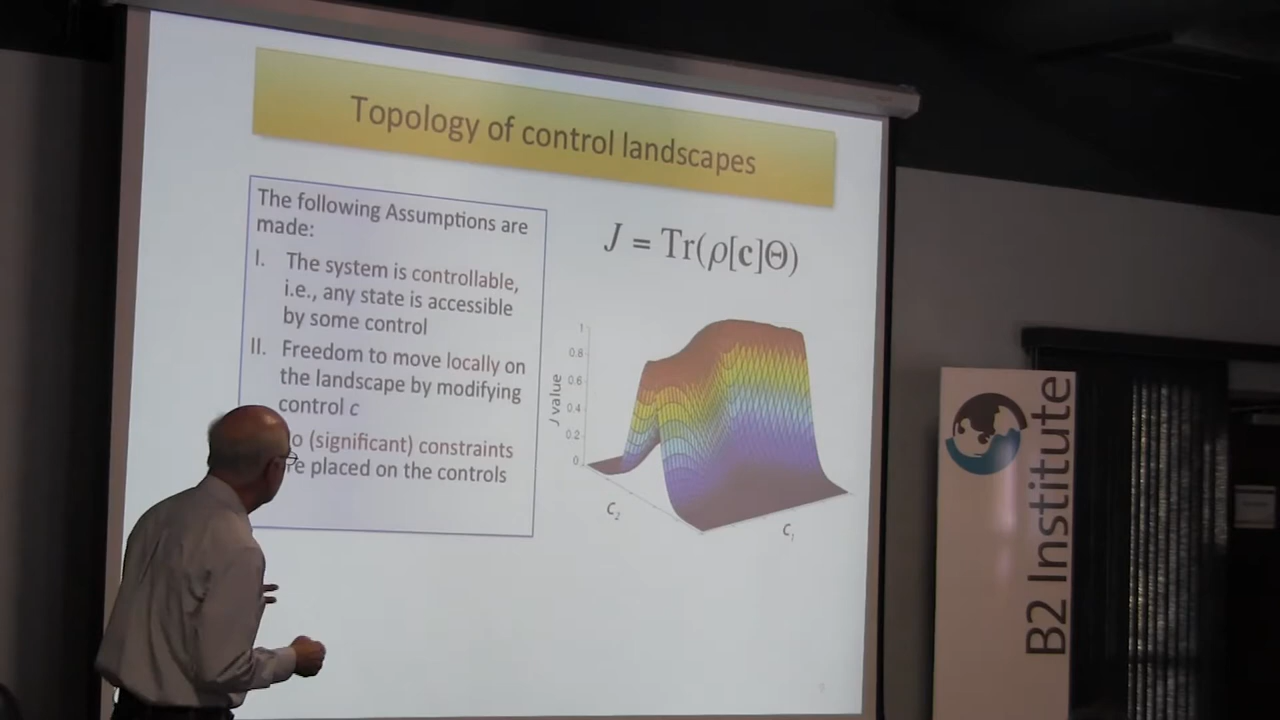 Topology of control landscapes
The following Assumptions are
made:
I. The system is controllable,
i.e., any state is accessible
by some control
II. Freedom to move locally on
the landscape by modifying
control c
(significant) constraints
placed on the controls
J = Tr(ρ[c]Θ)
J value
1
0.8
0.6
0.4
0.2
0
C₂
C₁
B2 Institute